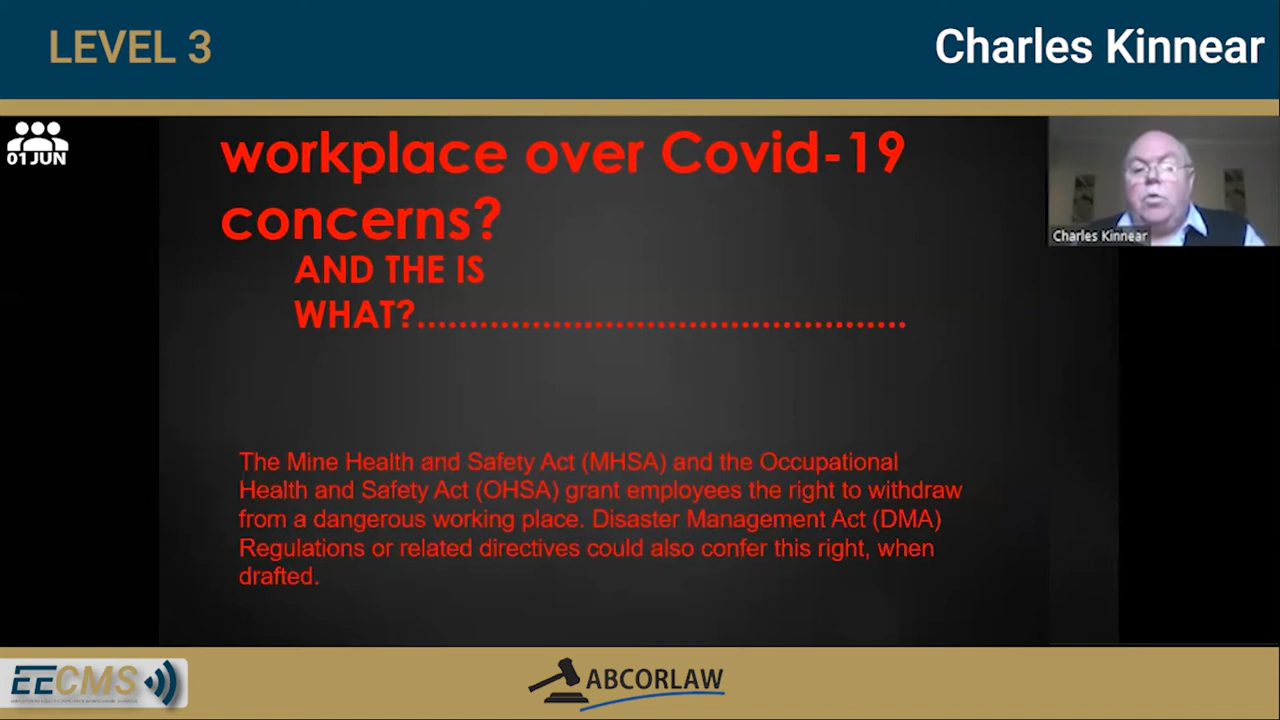 LEVEL 3
Charles Kinnear
01 JUN
workplace over Covid-19
concerns?
AND THE IS
WHAT?...............................................
Charles Kinnear
The Mine Health and Safety Act (MHSA) and the Occupational
Health and Safety Act (OHSA) grant employees the right to withdraw
from a dangerous working place. Disaster Management Act (DMA)
Regulations or related directives could also confer this right, when
drafted.
EECMS
ABCORLAW